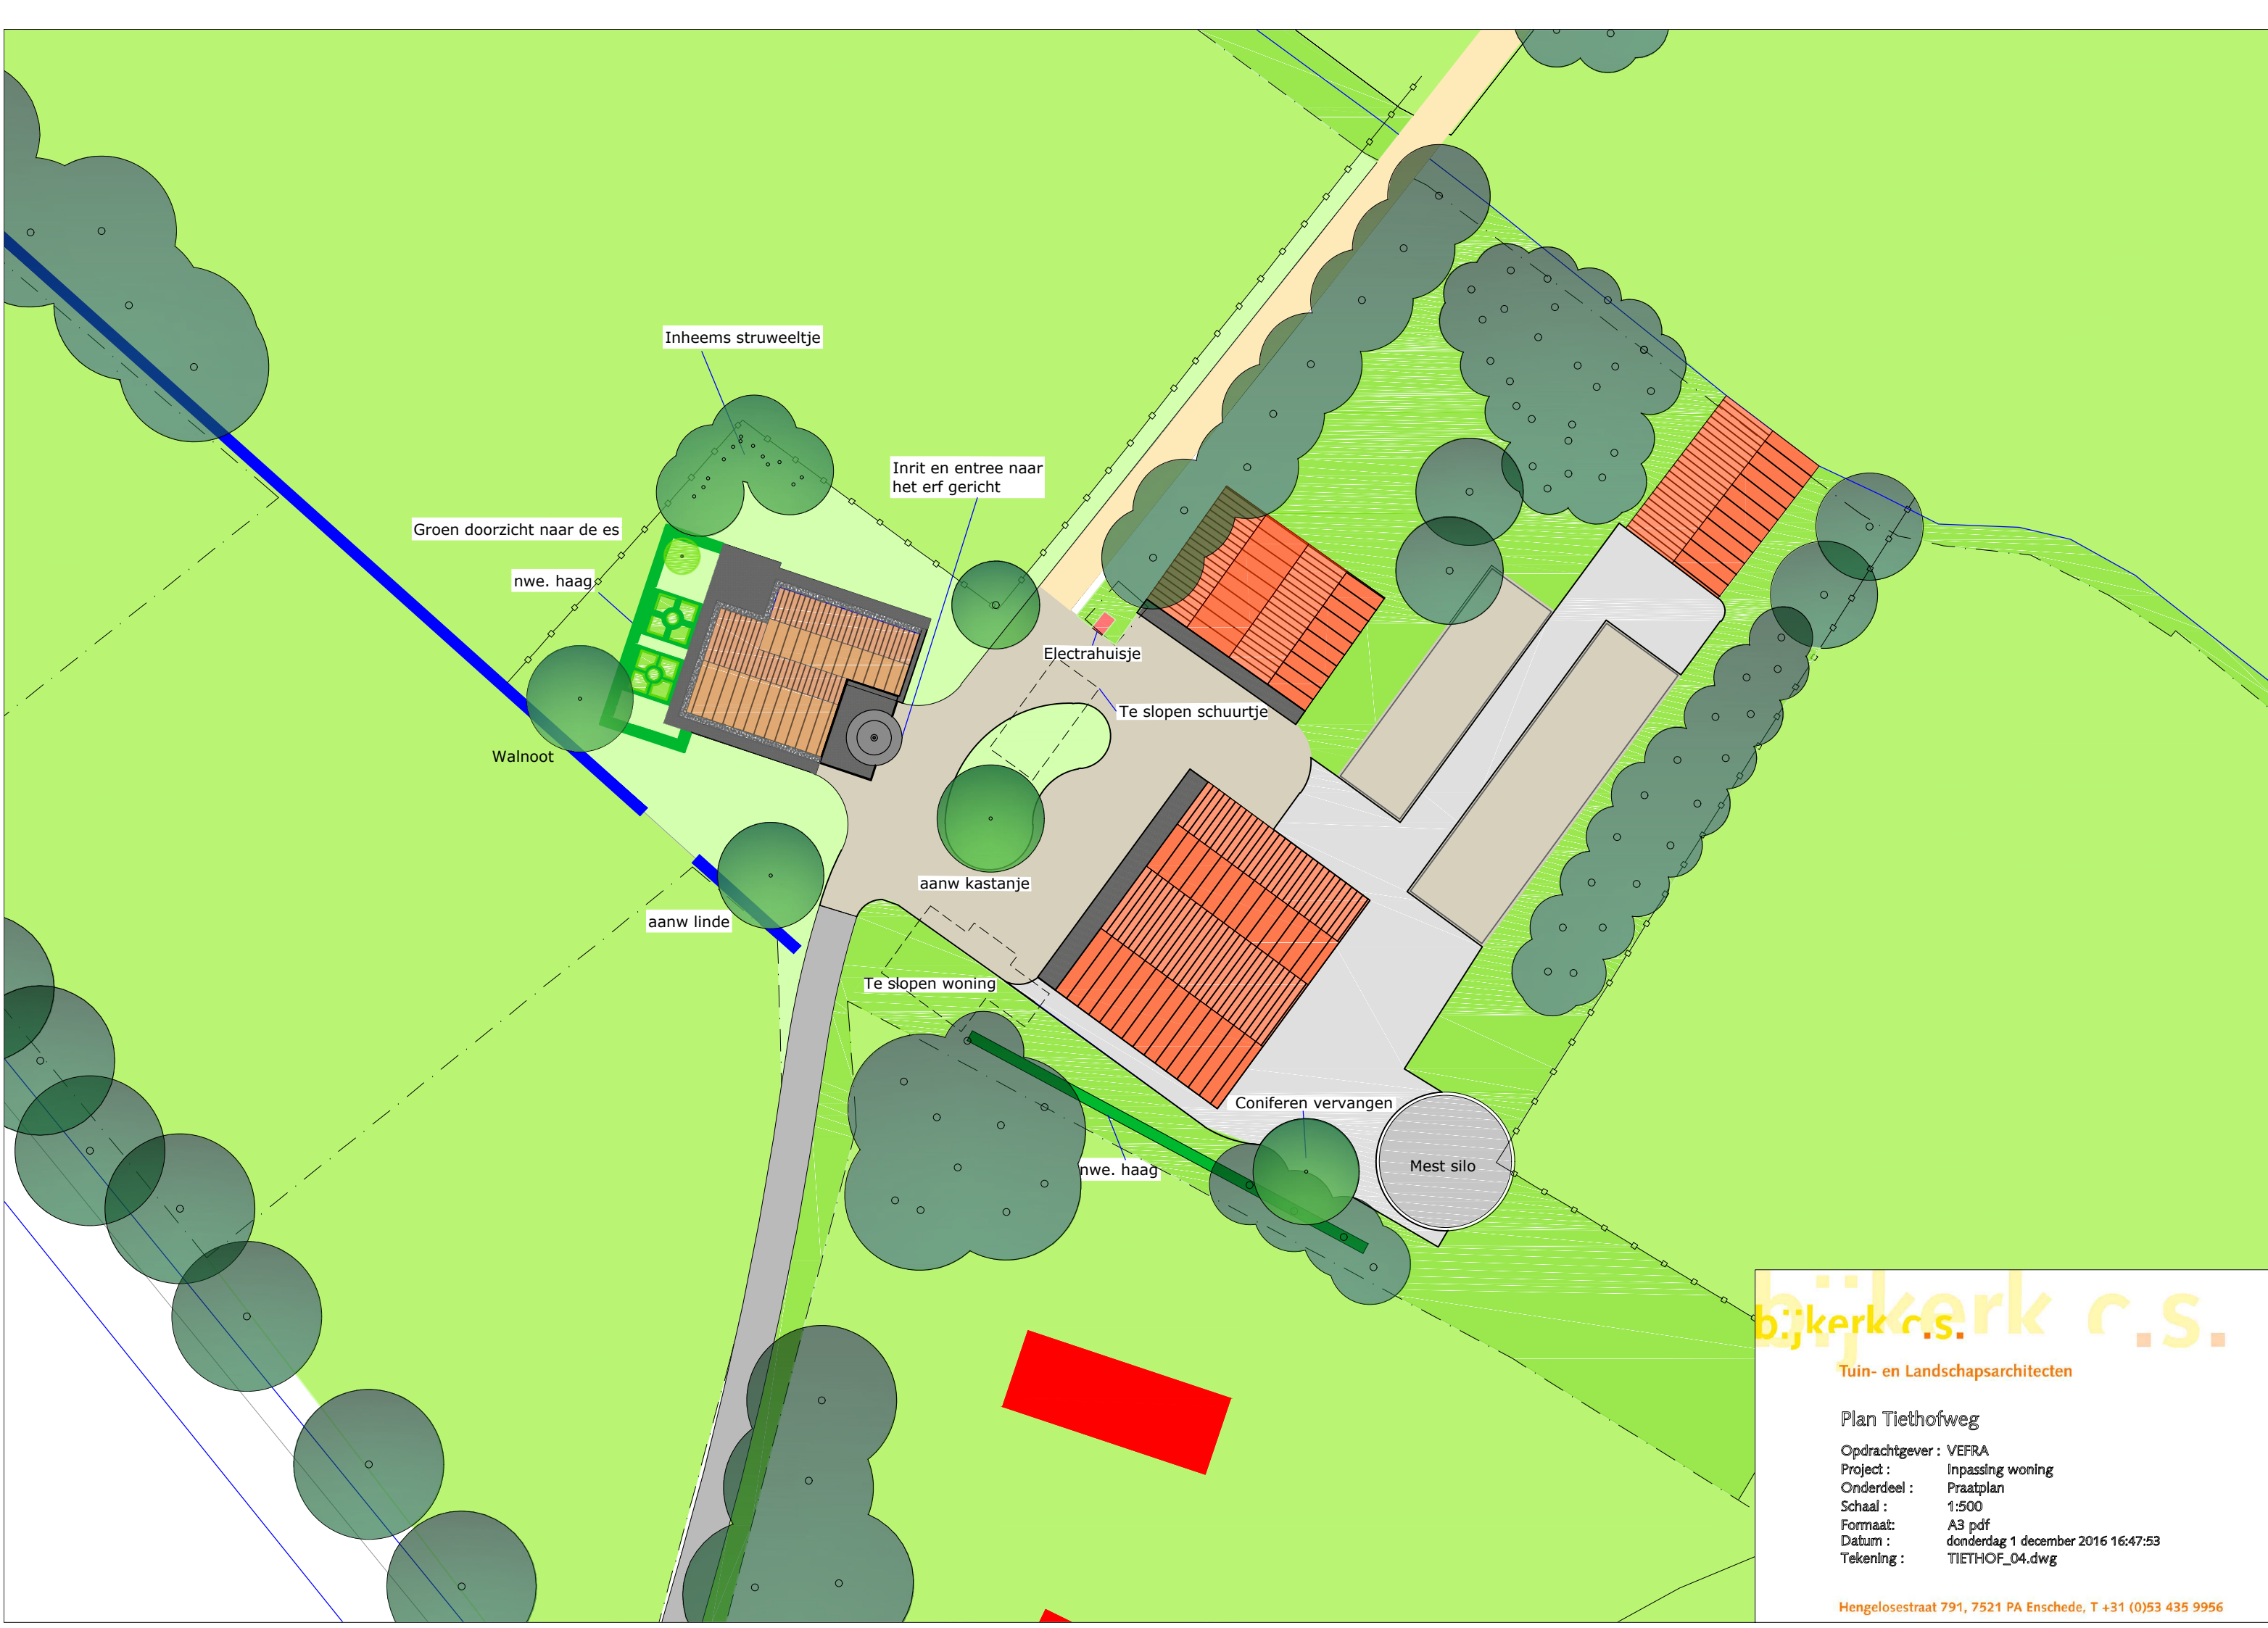 Inheems struweeltje
Inrit en entree naar
het erf gericht
Groen doorzicht naar de es
nwe. haag
Electrahuisje
Te slopen schuurtje
Walnoot
aanw kastanje
aanw linde
Te slopen woning
Coniferen vervangen
nwe. haag
Mest silo
bijkerk c.s.
bijkerk c.s.
Tuin- en Landschapsarchitecten
Plan Tiethofweg
Opdrachtgever : VEFRA
Project : Inpassing woning
Onderdeel : Praatplan
Schaal : 1:500
Formaat: A3 pdf
Datum : donderdag 1 december 2016 16:47:53
Tekening : TIETHOF_04.dwg
Hengelosestraat 791, 7521 PA Enschede, T +31 (0)53 435 9956